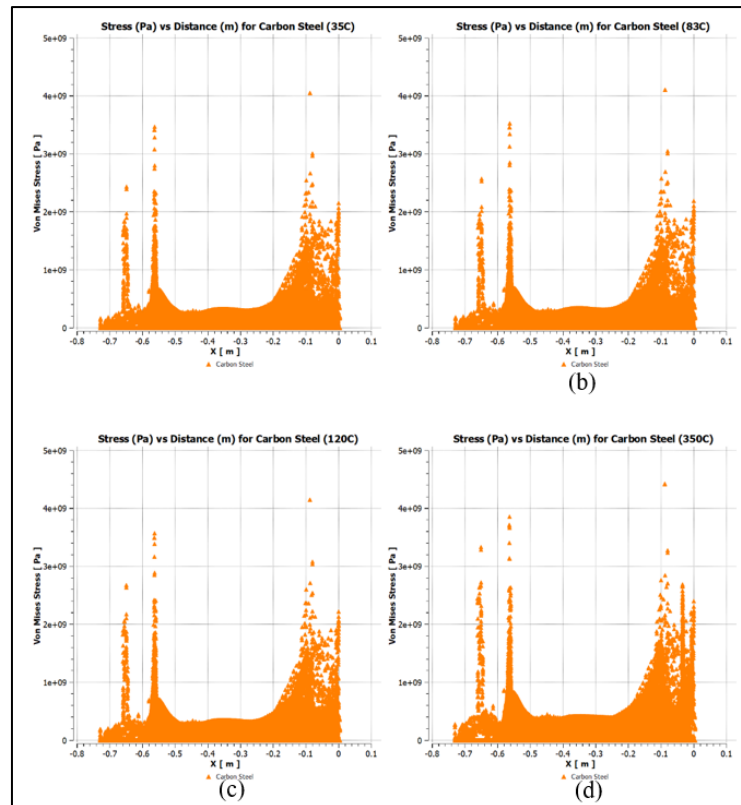 Stress (Pa) vs Distance (m) for Carbon Steel (35C)
5e+09
4e+09
3e+09
2e+09
1e+09
0
Von Mises Stress [ Pa ]
-0.8 -0.7 -0.6 -0.5 -0.4 -0.3 -0.2 -0.1 0 0.1
X [ m ]
Carbon Steel
Stress (Pa) vs Distance (m) for Carbon Steel (83C)
5e+09
4e+09
3e+09
2e+09
1e+09
0
Von Mises Stress [ Pa ]
-0.8 -0.7 -0.6 -0.5 -0.4 -0.3 -0.2 -0.1 0 0.1
X [ m ]
Carbon Steel
(b)
Stress (Pa) vs Distance (m) for Carbon Steel (120C)
5e+09
4e+09
3e+09
2e+09
1e+09
0
Von Mises Stress [ Pa ]
-0.8 -0.7 -0.6 -0.5 -0.4 -0.3 -0.2 -0.1 0 0.1
X [ m ]
Carbon Steel
(c)
Stress (Pa) vs Distance (m) for Carbon Steel (350C)
5e+09
4e+09
3e+09
2e+09
1e+09
0
Von Mises Stress [ Pa ]
-0.8 -0.7 -0.6 -0.5 -0.4 -0.3 -0.2 -0.1 0 0.1
X [ m ]
Carbon Steel
(d)